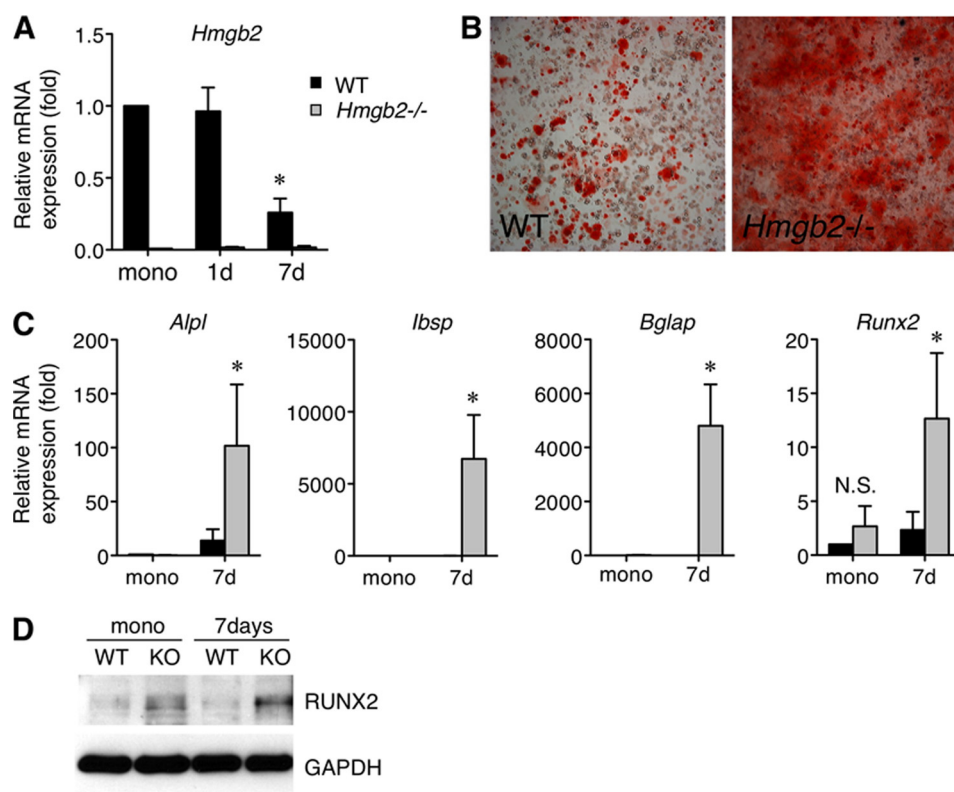 A
Hmgb2
Relative mRNA
expression (fold)
1.5
1.0
0.5
0.0
*
mono 1d 7d
WT
Hmgb2-/-
B
WT
Hmgb2-/-
C
Relative mRNA
expression (fold)
Alpl
200
150
100
50
0
*
mono 7d
Ibsp
15000
10000
5000
0
*
mono 7d
Bglap
8000
6000
4000
2000
0
*
mono 7d
Runx2
20
15
10
5
0
N.S.
*
mono 7d
D
mono 7days
WT KO WT KO
RUNX2
GAPDH